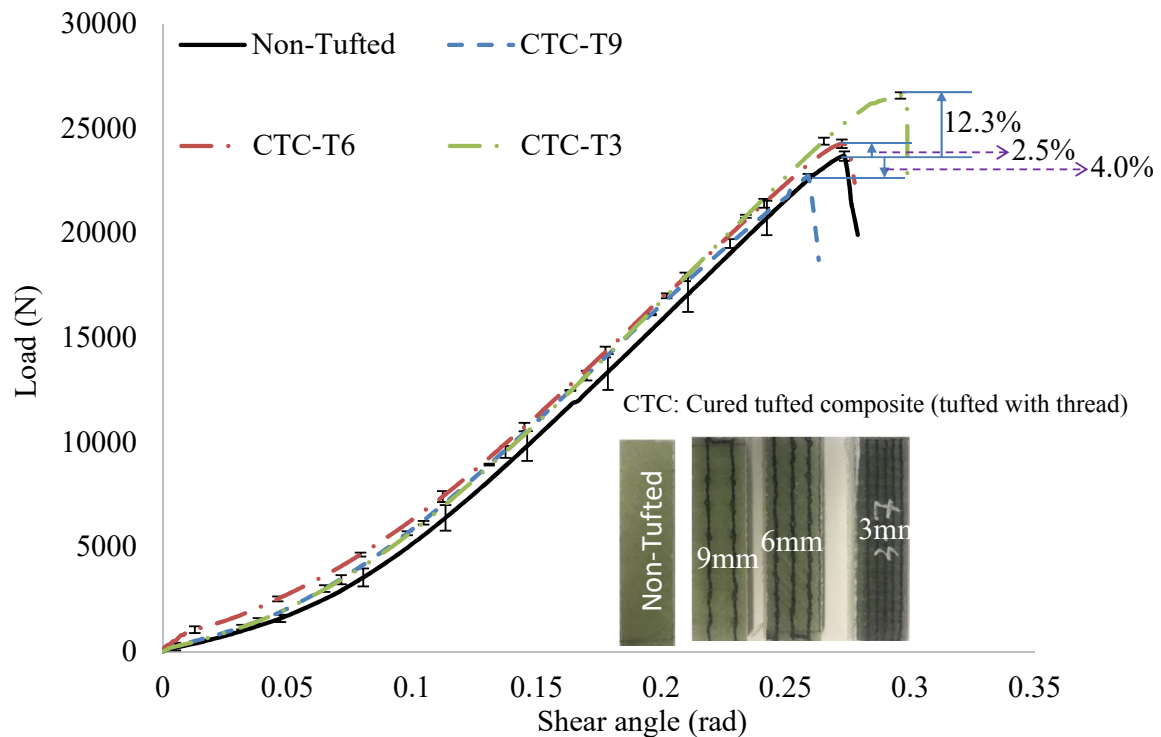 30000
25000
20000
15000
10000
5000
0
Load (N)
Non-Tufted
CTC-T9
CTC-T6
CTC-T3
12.3%
2.5%
4.0%
CTC: Cured tufted composite (tufted with thread)
Non-Tufted
9mm
6mm
3mm
0 0.05 0.1 0.15 0.2 0.25 0.3 0.35
Shear angle (rad)